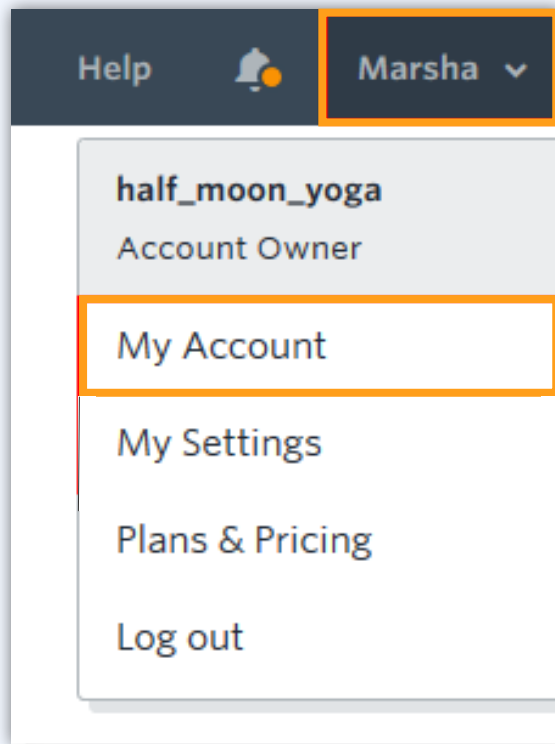 Help
Marsha
half_moon_yoga
Account Owner
My Account
My Settings
Plans & Pricing
Log out